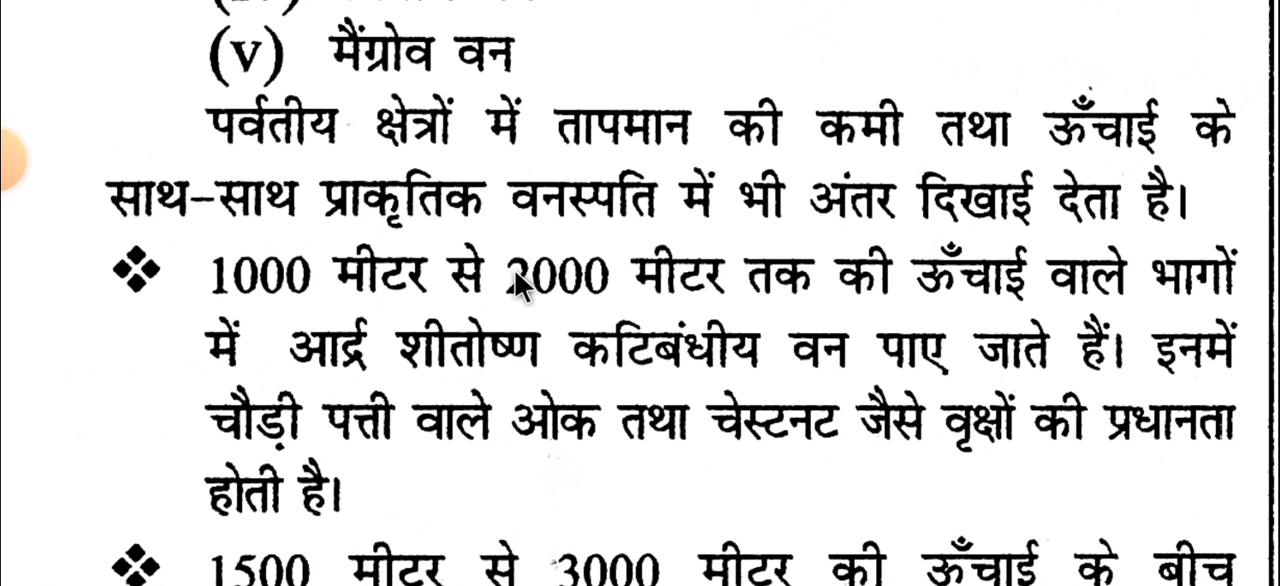 (v) मैंग्रोव वन
पर्वतीय क्षेत्रों में तापमान की कमी तथा ऊँचाई के
साथ-साथ प्राकृतिक वनस्पति में भी अंतर दिखाई देता है।
❖ 1000 मीटर से 2000 मीटर तक की ऊँचाई वाले भागों
में आर्द्र शीतोष्ण कटिबंधीय वन पाए जाते हैं। इनमें
चौड़ी पत्ती वाले ओक तथा चेस्टनट जैसे वृक्षों की प्रधानता
होती है।
❖ 1500 मीटर से 3000 मीटर की ऊँचाई के बीच